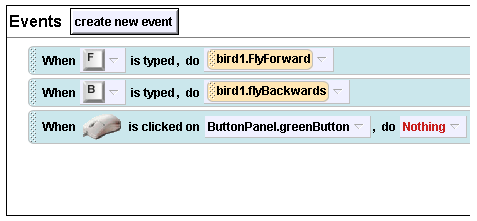 Events create new event
When F is typed, do bird1.FlyForward
When B is typed, do bird1.flyBackwards
When is clicked on ButtonPanel.greenButton , do Nothing